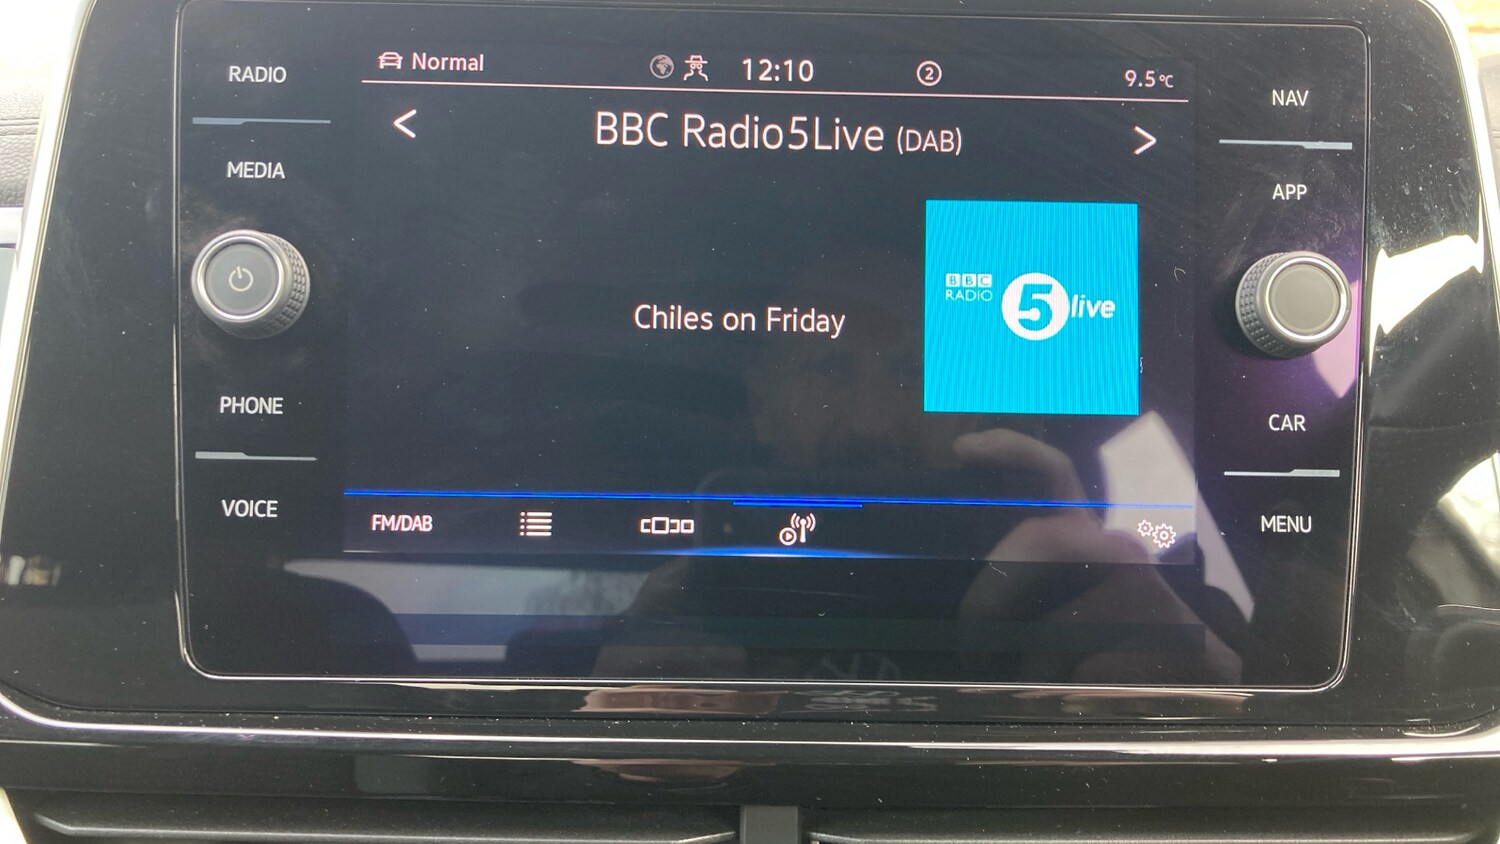 RADIO
MEDIA
PHONE
VOICE
Normal
12:10
2
9.5°C
BBC Radio5Live (DAB)
Chiles on Friday
BBC
RADIO
5 live
FM/DAB
NAV
APP
CAR
MENU